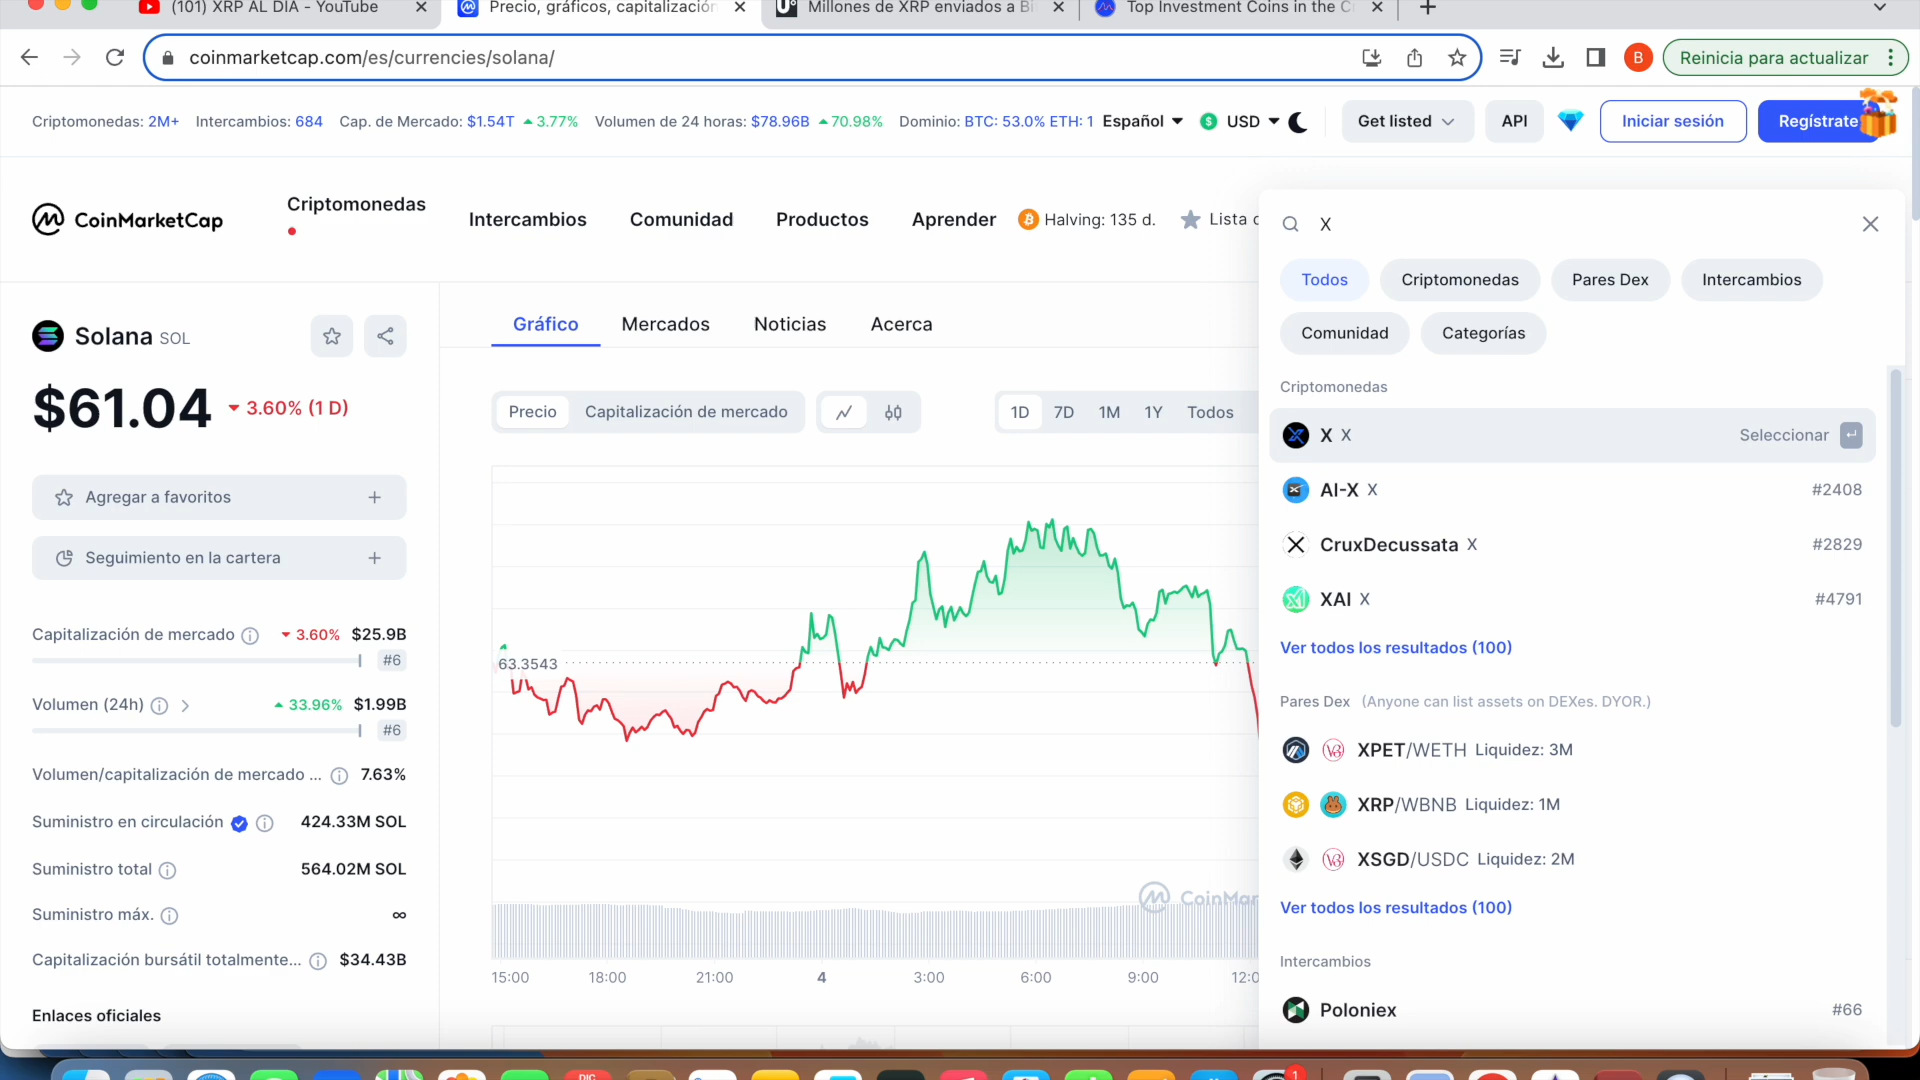 (101) XRP AL DIA - YouTube
Precio, gráficos, capitalización
Millones de XRP enviados a Bi
Top Investment Coins in the C
coinmarketcap.com/es/currencies/solana/
B
Reinicia para actualizar
Criptomonedas: 2M+ Intercambios: 684 Cap. de Mercado: $1.54T 3.77% Volumen de 24 horas: $78.96B 70.98% Dominio: BTC: 53.0% ETH: 1 Español USD Get listed API Iniciar sesión Regístrate
CoinMarketCap
Criptomonedas
Intercambios
Comunidad
Productos
Aprender
Halving: 135 d.
Lista
X
Todos
Criptomonedas
Pares Dex
Intercambios
Comunidad
Categorías
Solana SOL
$61.04 3.60% (1 D)
Agregar a favoritos +
Seguimiento en la cartera +
Capitalización de mercado 3.60% $25.9B
#6
Volumen (24h) 33.96% $1.99B
#6
Volumen/capitalización de mercado ... 7.63%
Suministro en circulación 424.33M SOL
Suministro total 564.02M SOL
Suministro máx. ∞
Capitalización bursátil totalmente... $34.43B
Enlaces oficiales
Gráfico
Mercados
Noticias
Acerca
Precio
Capitalización de mercado
1D 7D 1M 1Y Todos
63.3543
CoinMar
15:00 18:00 21:00 4 3:00 6:00 9:00 12:0
Criptomonedas
X X Seleccionar
AI-X X #2408
CruxDecussata X #2829
XAI X #4791
Ver todos los resultados (100)
Pares Dex (Anyone can list assets on DEXes. DYOR.)
XPET/WETH Liquidez: 3M
XRP/WBNB Liquidez: 1M
XSGD/USDC Liquidez: 2M
Ver todos los resultados (100)
Intercambios
Poloniex #66
DIC
1